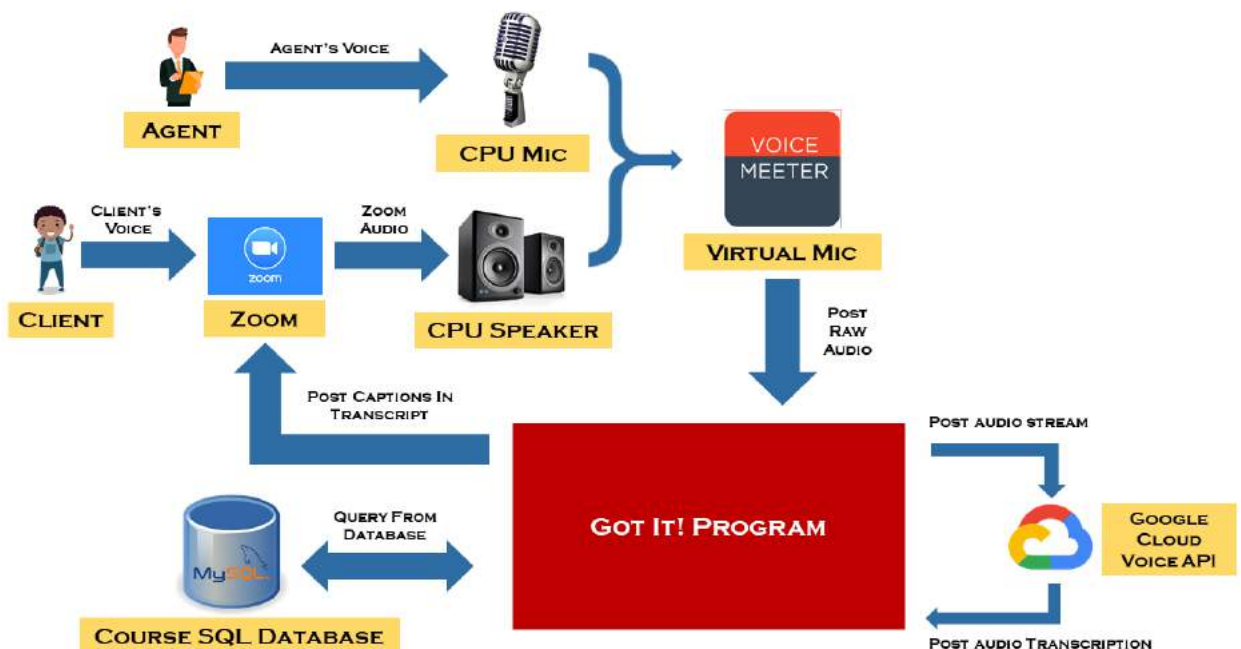 AGENT'S VOICE
AGENT
CPU MIC
VOICE
MEETER
VIRTUAL MIC
CLIENT'S
VOICE
ZOOM
AUDIO
zoom
CLIENT
ZOOM
CPU SPEAKER
POST
RAW
AUDIO
POST CAPTIONS IN
TRANSCRIPT
POST AUDIO STREAM
GOT IT! PROGRAM
GOOGLE
CLOUD
VOICE API
QUERY FROM
DATABASE
MySQL
COURSE SQL DATABASE
POST AUDIO TRANSCRIPTION